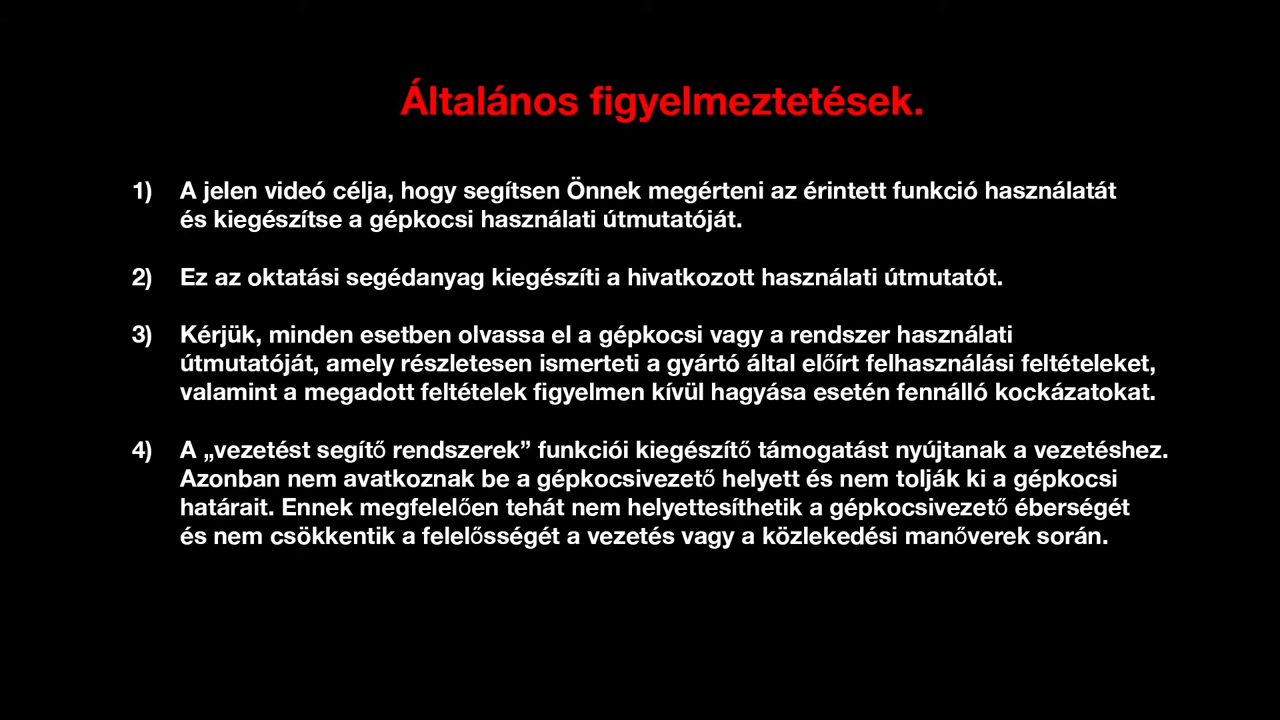 Általános figyelmeztetések.
1) A jelen videó célja, hogy segítsen Önnek megérteni az érintett funkció használatát
és kiegészítse a gépkocsi használati útmutatóját.
2) Ez az oktatási segédanyag kiegészíti a hivatkozott használati útmutatót.
3) Kérjük, minden esetben olvassa el a gépkocsi vagy a rendszer használati
útmutatóját, amely részletesen ismerteti a gyártó által előírt felhasználási feltételeket,
valamint a megadott feltételek figyelmen kívül hagyása esetén fennálló kockázatokat.
4) A „vezetést segítő rendszerek” funkciói kiegészítő támogatást nyújtanak a vezetéshez.
Azonban nem avatkoznak be a gépkocsivezető helyett és nem tolják ki a gépkocsi
határait. Ennek megfelelően tehát nem helyettesíthetik a gépkocsivezető éberségét
és nem csökkentik a felelősségét a vezetés vagy a közlekedési manőverek során.